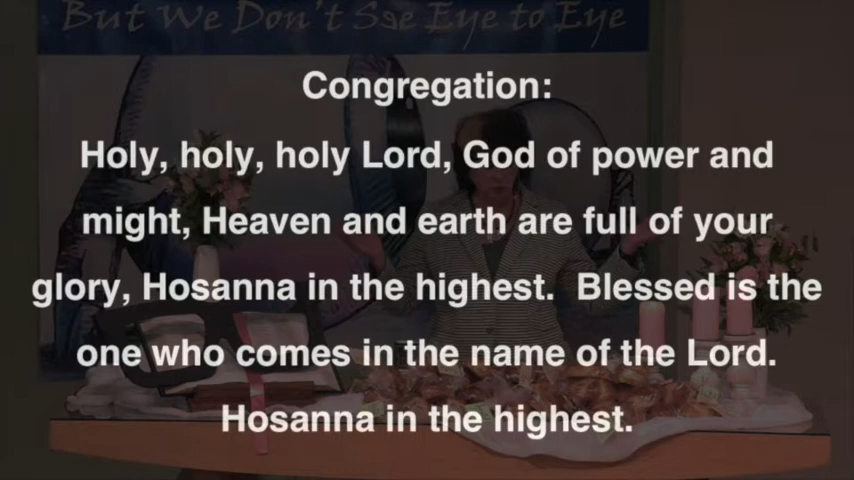 But We Don't See Eye to Eye
Congregation:
Holy, holy, holy Lord, God of power and
might, Heaven and earth are full of your
glory, Hosanna in the highest.  Blessed is the
one who comes in the name of the Lord.
Hosanna in the highest.